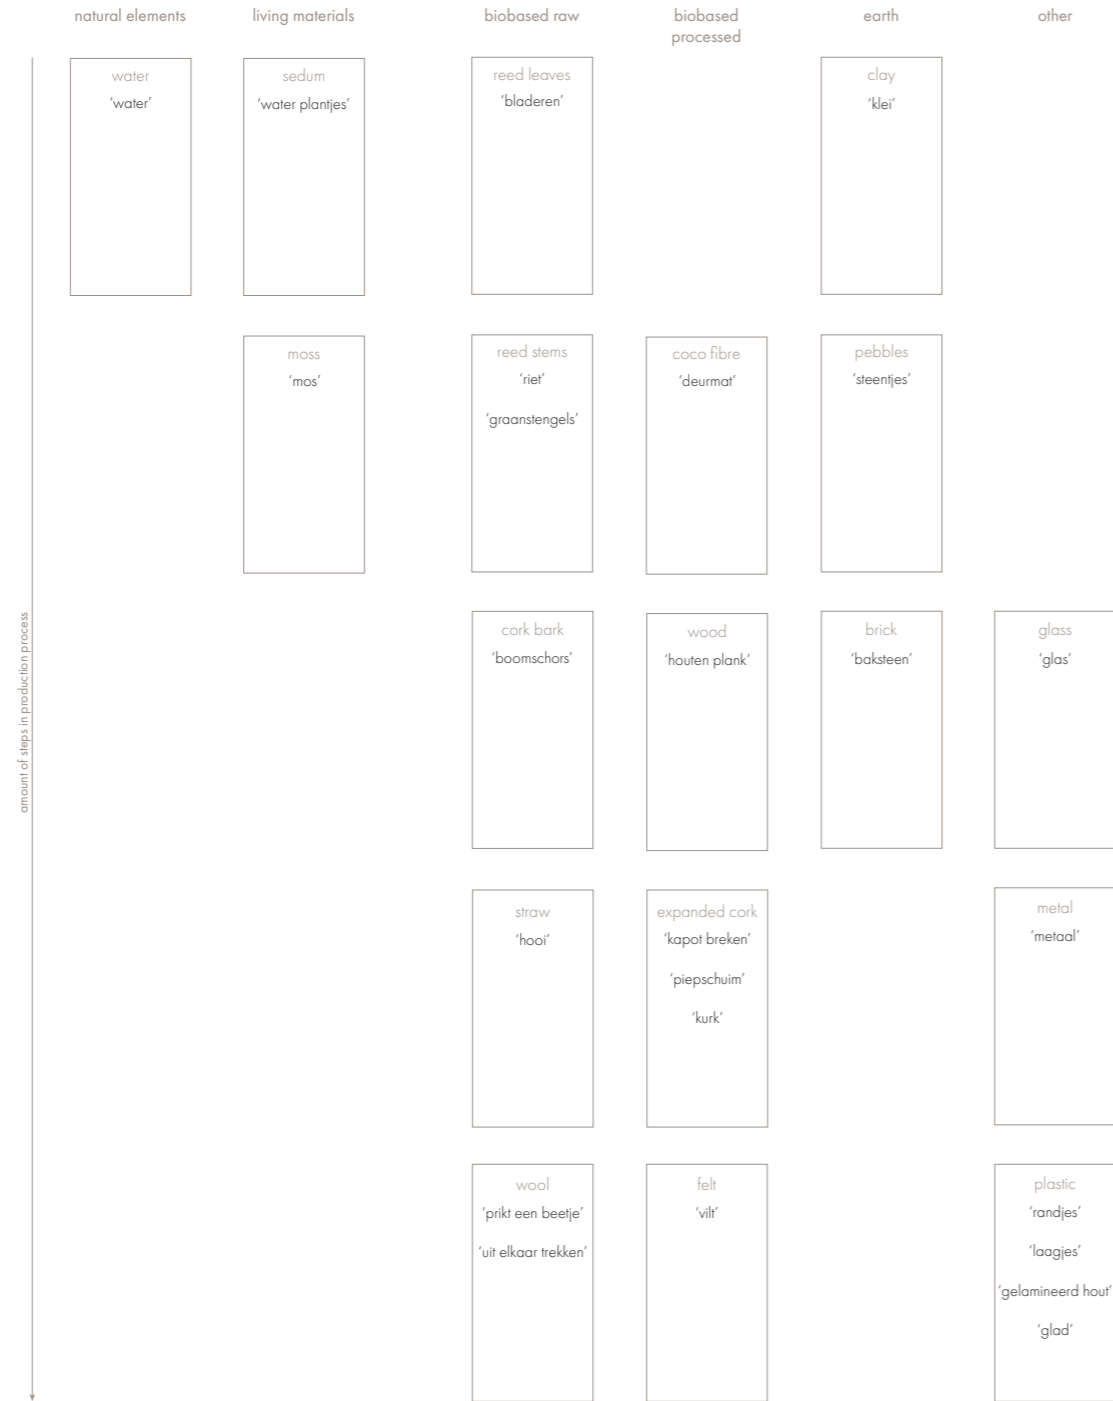 natural elements
living materials
biobased raw
biobased
processed
earth
other
amount of steps in production process
water
'water'
sedum
'water plantjes'
reed leaves
'bladeren'
clay
'klei'
moss
'mos'
reed stems
'riet'
'graanstengels'
coco fibre
'deurmat'
pebbles
'steentjes'
cork bark
'boomschors'
wood
'houten plank'
brick
'baksteen'
glass
'glas'
straw
'hooi'
expanded cork
'kapot breken'
'piepschuim'
'kurk'
metal
'metaal'
wool
'prikt een beetje'
'uit elkaar trekken'
felt
'vilt'
plastic
'randjes'
'laagjes'
'gelamineerd hout'
'glad'